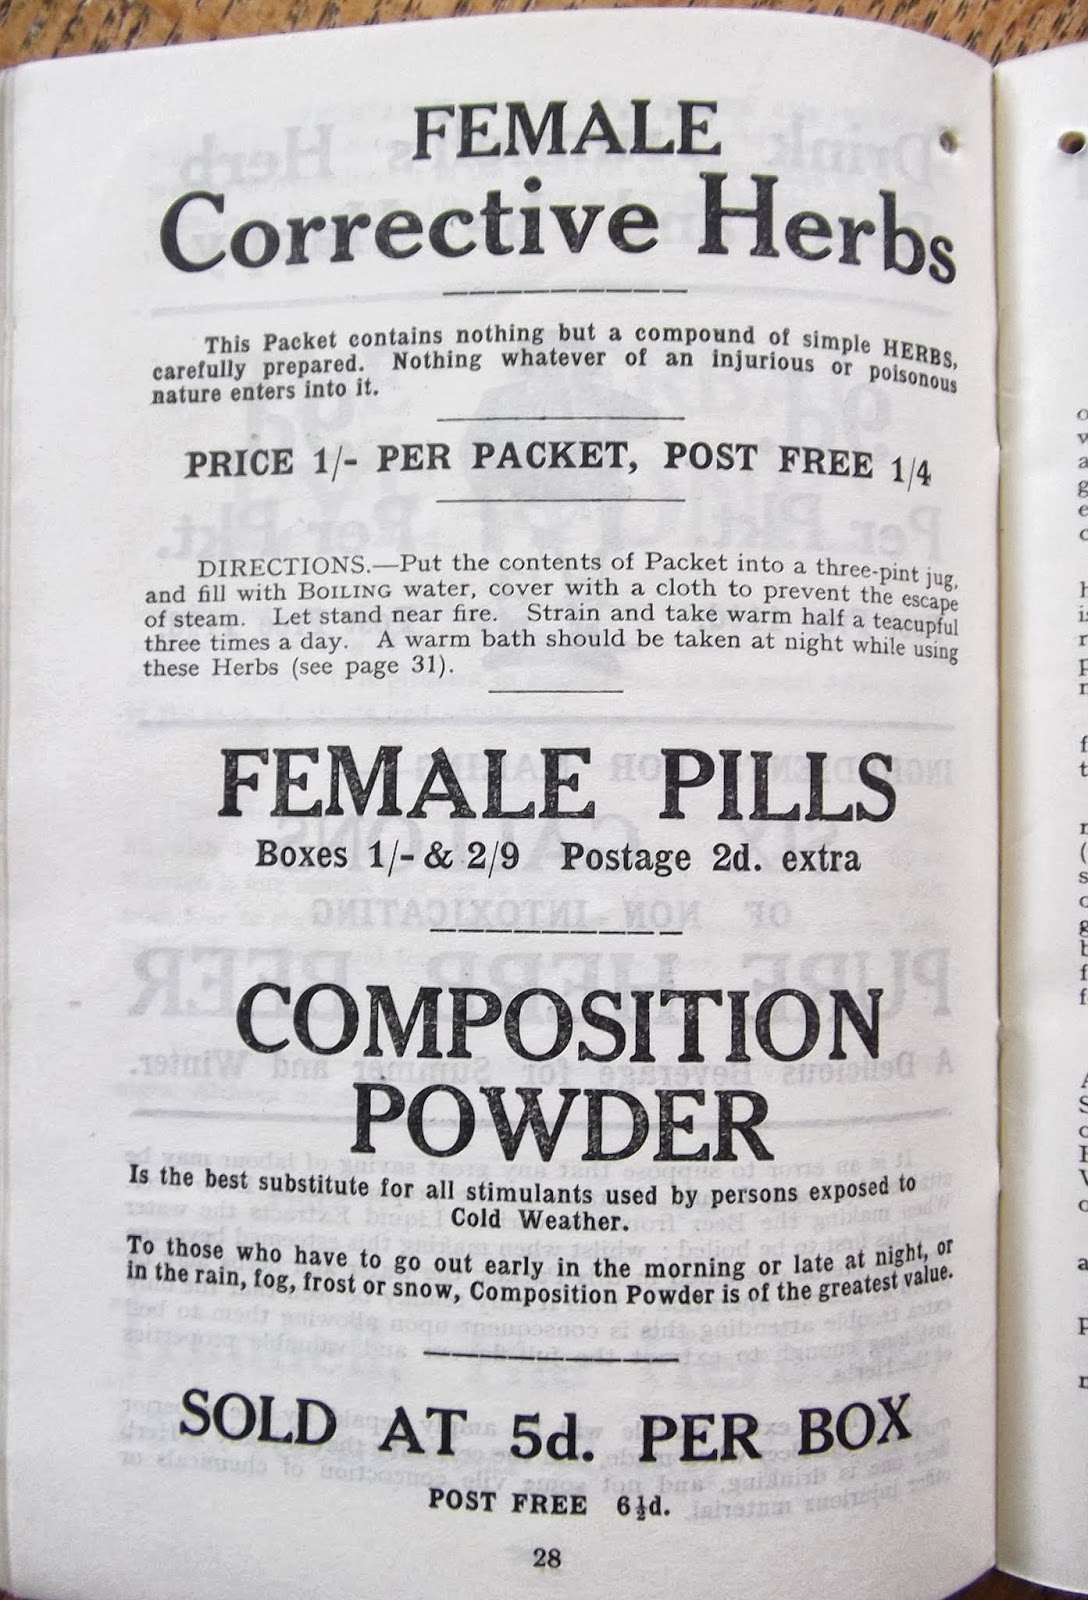 FEMALE
Corrective Herbs
This Packet contains nothing but a compound of simple HERBS,
carefully prepared. Nothing whatever of an injurious or poisonous
nature enters into it.
PRICE 1/- PER PACKET, POST FREE 1/4
DIRECTIONS.—Put the contents of Packet into a three-pint jug,
and fill with BOILING water, cover with a cloth to prevent the escape
of steam. Let stand near fire. Strain and take warm half a teacupful
three times a day. A warm bath should be taken at night while using
these Herbs (see page 31).
FEMALE PILLS
Boxes 1/- & 2/9 Postage 2d. extra
COMPOSITION
POWDER
Is the best substitute for all stimulants used by persons exposed to
Cold Weather.
To those who have to go out early in the morning or late at night, or
in the rain, fog, frost or snow, Composition Powder is of the greatest value.
SOLD AT 5d. PER BOX
POST FREE 6½d.
28